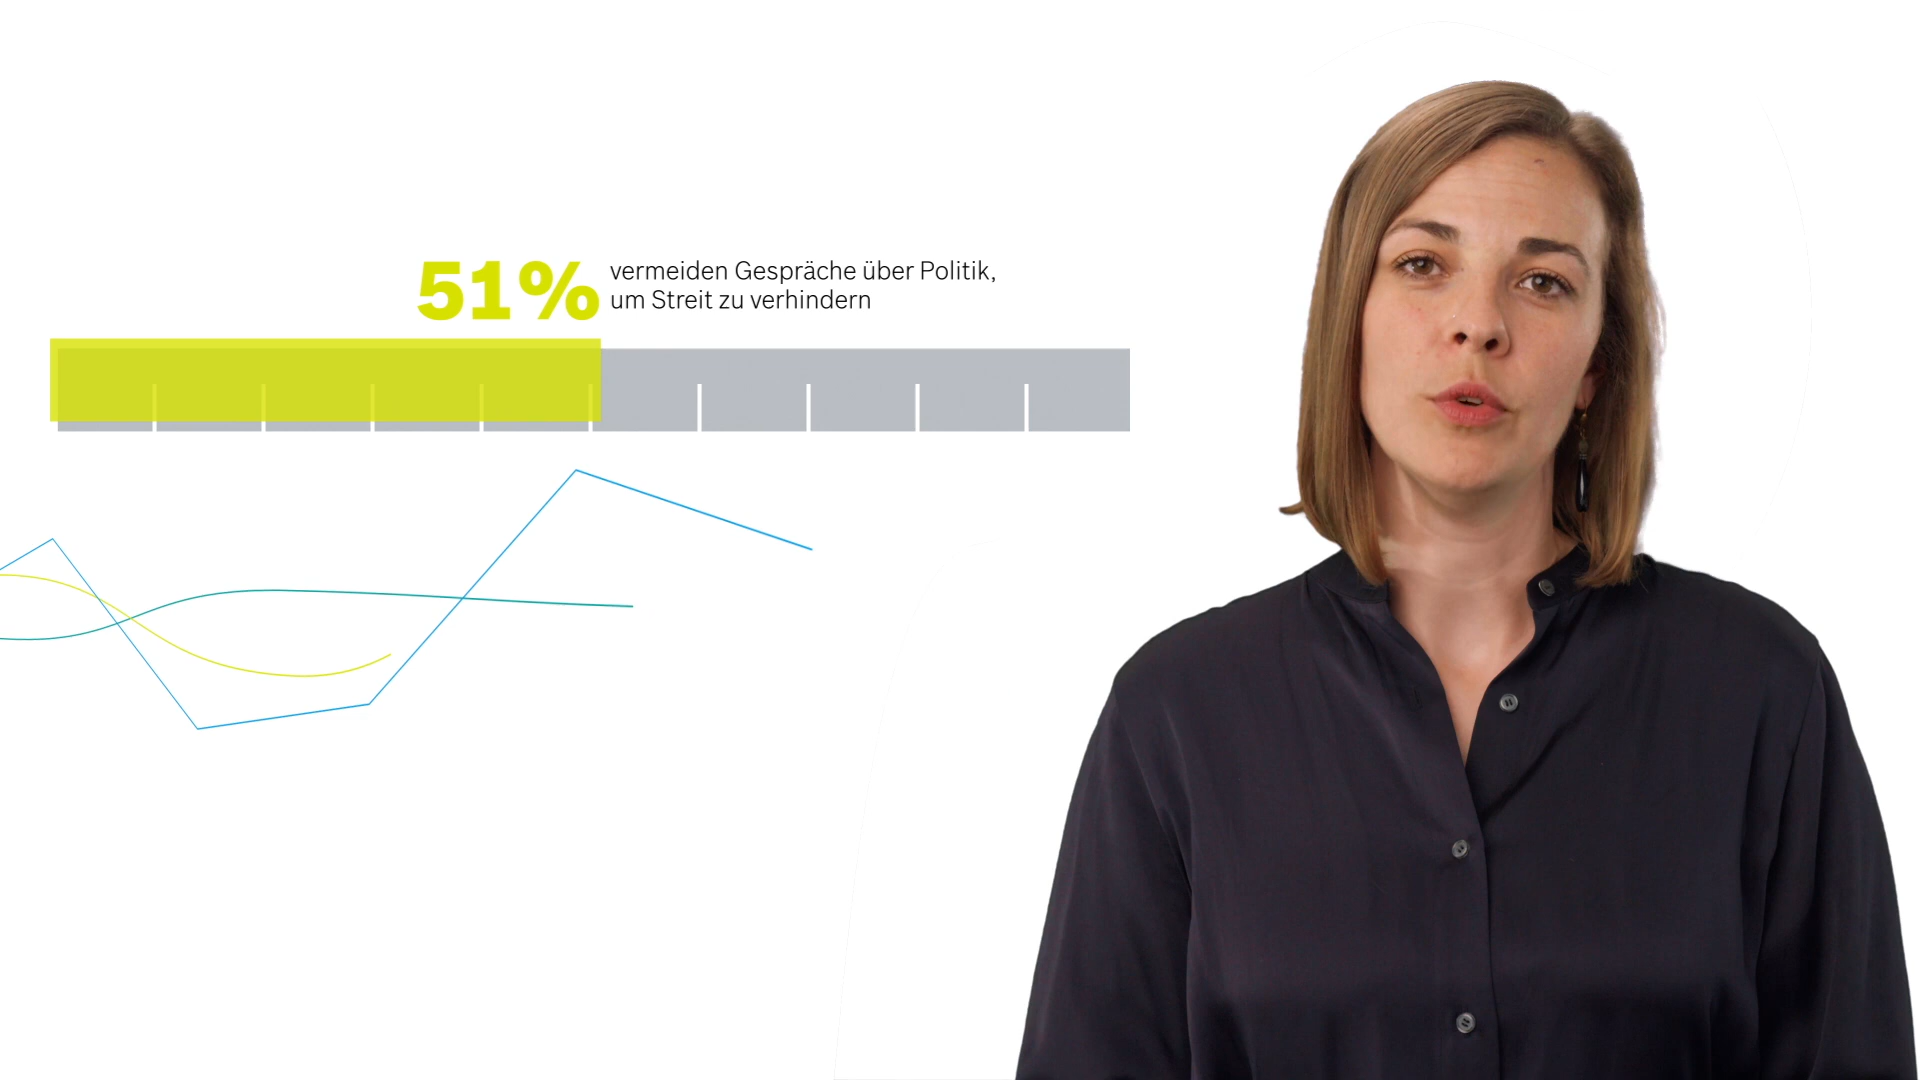 51%
vermeiden Gespräche über Politik,
um Streit zu verhindern